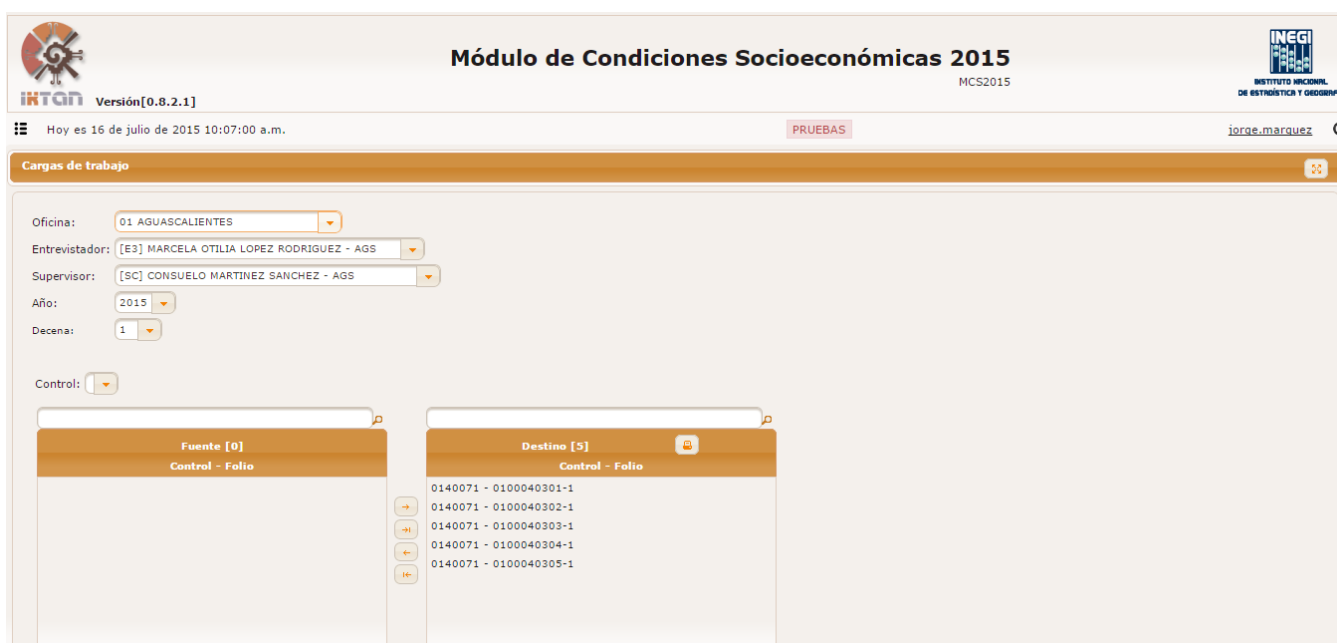 Módulo de Condiciones Socioeconómicas 2015
MCS2015
INEGI
INSTITUTO NACIONAL
DE ESTADÍSTICA Y GEOGRAF
IKTAN Versión[0.8.2.1]
Hoy es 16 de julio de 2015 10:07:00 a.m. PRUEBAS jorge.marquez
Cargas de trabajo
Oficina: 01 AGUASCALIENTES
Entrevistador: [E3] MARCELA OTILIA LOPEZ RODRIGUEZ - AGS
Supervisor: [SC] CONSUELO MARTINEZ SANCHEZ - AGS
Año: 2015
Decena: 1
Control:
Fuente [0] Destino [5]
Control - Folio Control - Folio
0140071 - 0100040301-1
0140071 - 0100040302-1
0140071 - 0100040303-1
0140071 - 0100040304-1
0140071 - 0100040305-1